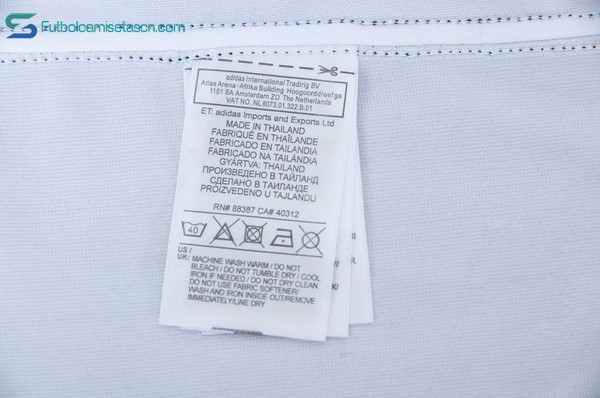 Futbolcamisetascn.com
adidas International Trading BV
Atlas Arena - Afrika Building Hoogoorddreef 9a
1101 BA Amsterdam ZO The Netherlands
VAT NO. NL8073.01.322.B.01
ET: adidas Imports and Exports Ltd
MADE IN THAILAND
FABRIQUÉ EN THAÏLANDE
FABRICADO EN TAILANDIA
FABRICADO NA TAILÂNDIA
GYÁRTVA: THAILAND
ПРОИЗВЕДЕНО В ТАЙЛАНД
СДЕЛАНО В ТАИЛАНДЕ
PRÓIZVEDENO U TAJLANDU
RN# 88387 CA# 40312
40
US /
UK: MACHINE WASH WARM / DO NOT
BLEACH / DO NOT TUMBLE DRY / COOL
IRON IF NEEDED / DO NOT DRY CLEAN
DO NOT USE FABRIC SOFTENER/
WASH AND IRON INSIDE OUT/REMOVE
IMMEDIATELY/LINE DRY